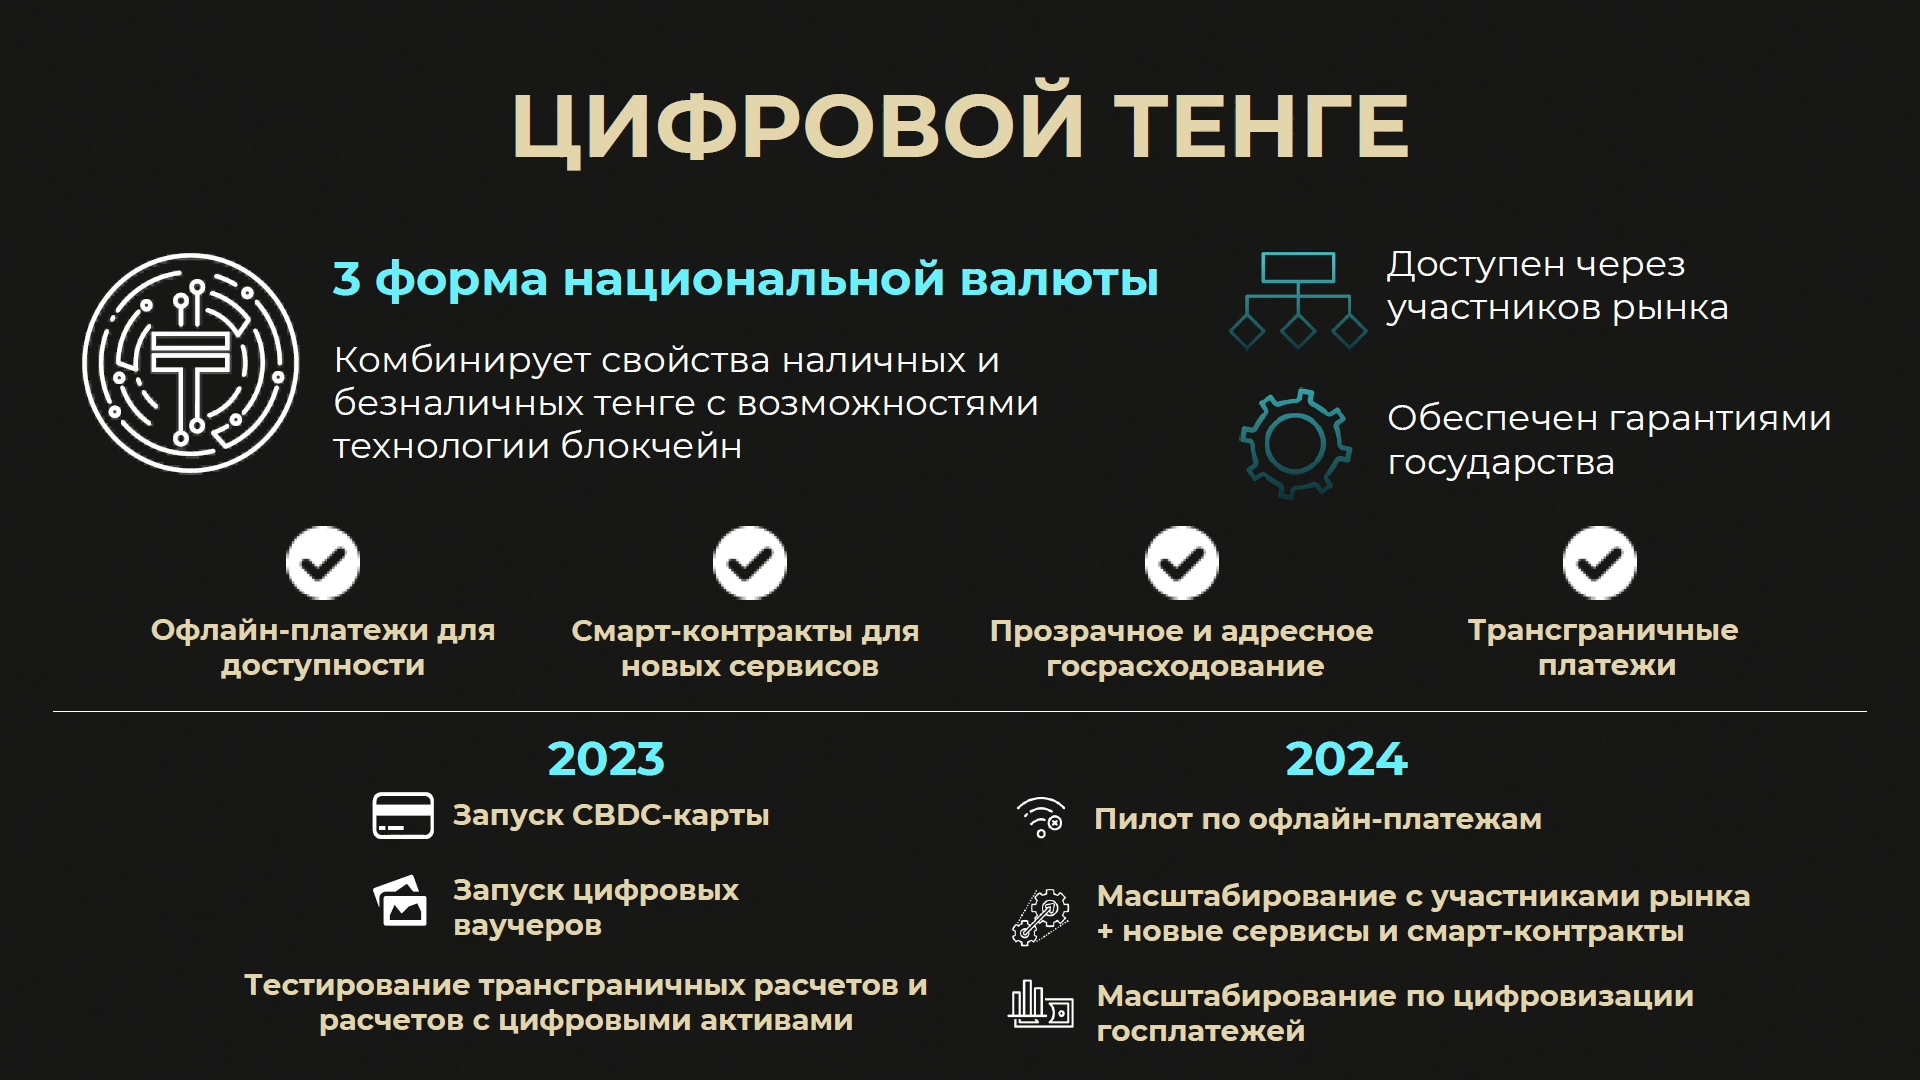 ЦИФРОВОЙ ТЕНГЕ
3 форма национальной валюты
Комбинирует свойства наличных и
безналичных тенге с возможностями
технологии блокчейн
Доступен через
участников рынка
Обеспечен гарантиями
государства
Офлайн-платежи для
доступности
Смарт-контракты для
новых сервисов
Прозрачное и адресное
госрасходование
Трансграничные
платежи
2023
Запуск CBDC-карты
Запуск цифровых
ваучеров
Тестирование трансграничных расчетов и
расчетов с цифровыми активами
2024
Пилот по офлайн-платежам
Масштабирование с участниками рынка
+ новые сервисы и смарт-контракты
Масштабирование по цифровизации
госплатежей